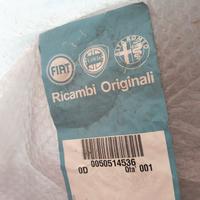 FIAT
LANCIA
ALFA ROMEO
Ricambi Originali
0050514536
0D Qta 001